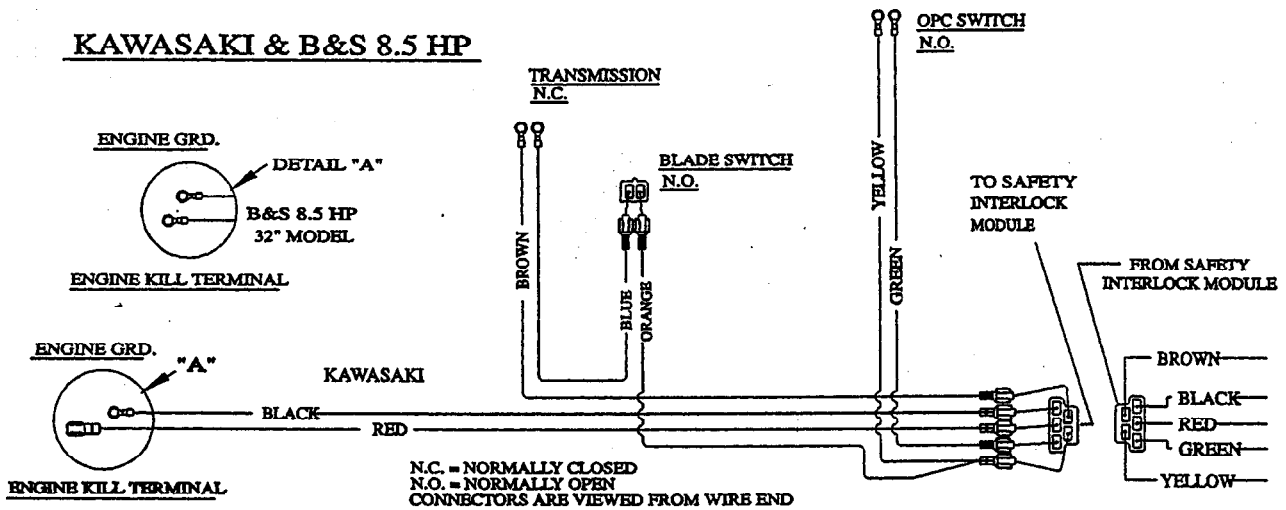 KAWASAKI & B&S 8.5 HP
OPC SWITCH
N.O.
TRANSMISSION
N.C.
ENGINE GRD.
DETAIL "A"
B&S 8.5 HP
32" MODEL
ENGINE KILL TERMINAL
BLADE SWITCH
N.O.
YELLOW
GREEN
BROWN
BLUE
ORANGE
TO SAFETY
INTERLOCK
MODULE
FROM SAFETY
INTERLOCK MODULE
ENGINE GRD.
"A"
KAWASAKI
BLACK
RED
ENGINE KILL TERMINAL
BROWN
BLACK
RED
GREEN
YELLOW
N.C. = NORMALLY CLOSED
N.O. = NORMALLY OPEN
CONNECTORS ARE VIEWED FROM WIRE END